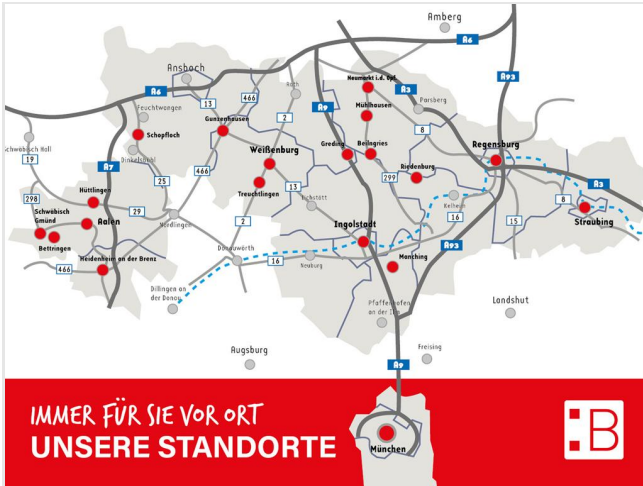 Amberg
A6
Ansbach
A6
A3
A93
Neumarkt i.d. Opf.
Roth
466
A9
Feuchtwangen
13
Mühlhausen
Parsberg
2
Gunzenhausen
8
Schopfloch
Schwäbisch Hall
Weißenburg
Greding
Beilngries
Regensburg
Dinkelsbühl
19
A7
466
Riedenburg
25
299
A3
Treuchtlingen
13
298
Hüttlingen
Eichstätt
Kelheim
8
29
Schwäbisch
Gmünd
Aalen
Nördlingen
2
16
15
Straubing
Ingolstadt
Bettringen
Donauwörth
A93
16
Neuburg
Manching
466
Heidenheim an der Brenz
Dillingen an
der Donau
Pfaffenhofen
an der Ilm
Landshut
Augsburg
Freising
A9
IMMER FÜR SIE VOR ORT
UNSERE STANDORTE
München
B